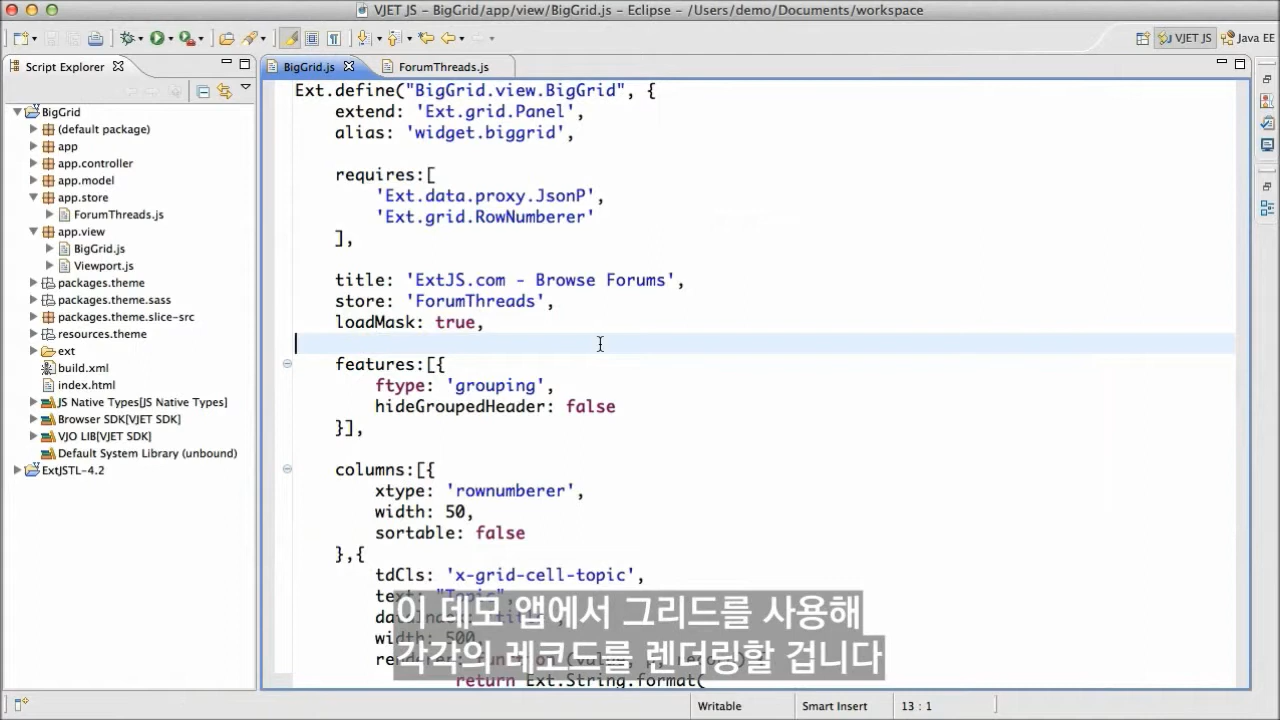 VJET JS - BigGrid/app/view/BigGrid.js - Eclipse - /Users/demo/Documents/workspace
VJET JS
Java EE
Script Explorer
BigGrid
(default package)
app
app.controller
app.model
app.store
ForumThreads.js
app.view
BigGrid.js
Viewport.js
packages.theme
packages.theme.sass
packages.theme.slice-src
resources.theme
ext
build.xml
index.html
JS Native Types[JS Native Types]
Browser SDK[VJET SDK]
VJO LIB[VJET SDK]
Default System Library (unbound)
ExtJSTL-4.2
BigGrid.js
ForumThreads.js
Ext.define("BigGrid.view.BigGrid", {
extend: 'Ext.grid.Panel',
alias: 'widget.biggrid',
requires:[
'Ext.data.proxy.JsonP',
'Ext.grid.RowNumberer'
],
title: 'ExtJS.com - Browse Forums',
store: 'ForumThreads',
loadMask: true,
features:[{
ftype: 'grouping',
hideGroupedHeader: false
}],
columns:[{
xtype: 'rownumberer',
width: 50,
sortable: false
},{
tdCls: 'x-grid-cell-topic',
text: "Topic",
width: 500,
return Ext.String.format(
이 데모 앱에서 그리드를 사용해
각각의 레코드를 렌더링할 겁니다
Writable
Smart Insert
13 : 1